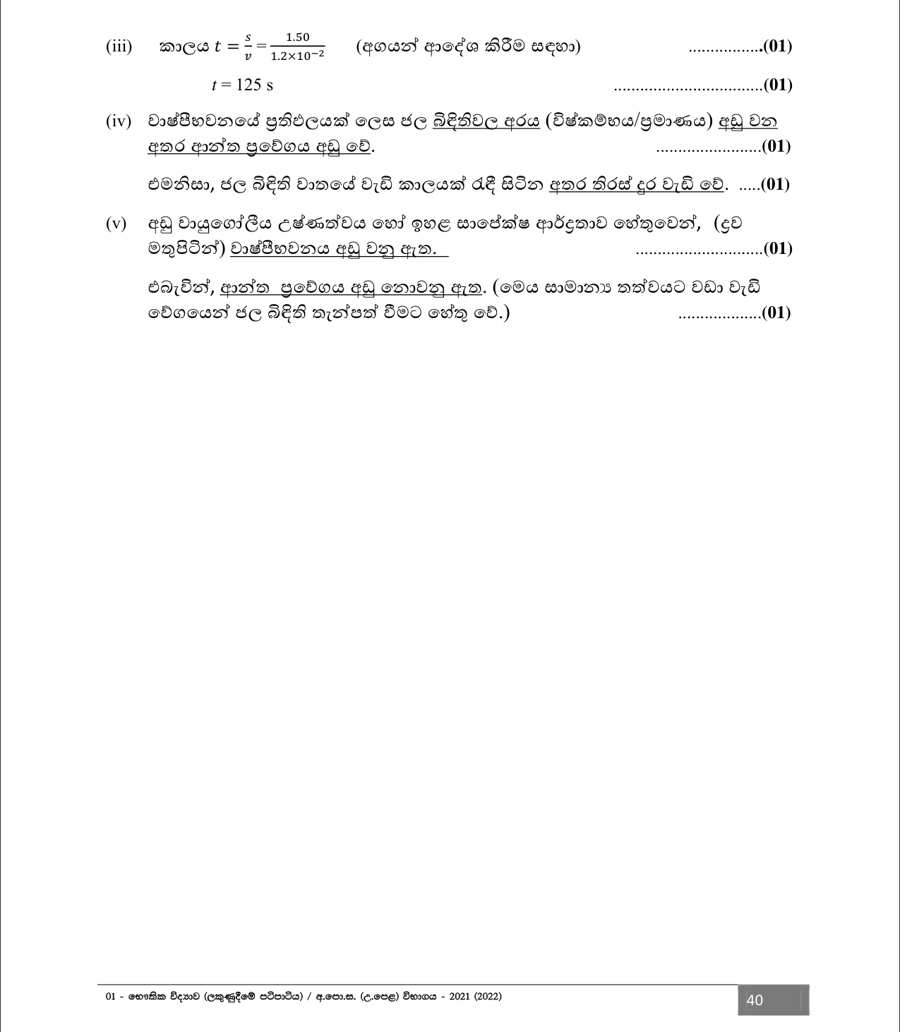 (iii) කාලය t = s/v = 1.50/1.2×10⁻² (අගයන් ආදේශ කිරීම සඳහා) .................(01)
t = 125 s ..................................(01)
(iv) වාෂ්පීභවනයේ ප්‍රතිඵලයක් ලෙස ජල බිඳිතිවල අරය (විෂ්කම්භය/ප්‍රමාණය) අඩු වන
අතර ආන්ත ප්‍රවේගය අඩු වේ. ........................(01)
එමනිසා, ජල බිඳිති වාතයේ වැඩි කාලයක් රැඳී සිටින අතර තිරස් දුර වැඩි වේ. .....(01)
(v) අඩු වායුගෝලීය උෂ්ණත්වය හෝ ඉහළ සාපේක්ෂ ආර්ද්‍රතාව හේතුවෙන්, (ද්‍රව
මතුපිටින්) වාෂ්පීභවනය අඩු වනු ඇත. .............................(01)
එබැවින්, ආන්ත ප්‍රවේගය අඩු නොවනු ඇත. (මෙය සාමාන්‍ය තත්වයට වඩා වැඩි
වේගයෙන් ජල බිඳිති තැන්පත් වීමට හේතු වේ.) ...................(01)
01 - භෞතික විද්‍යාව (ලකුණුදීමේ පටිපාටිය) / අ.පො.ස. (උ.පෙළ) විභාගය - 2021 (2022)
40